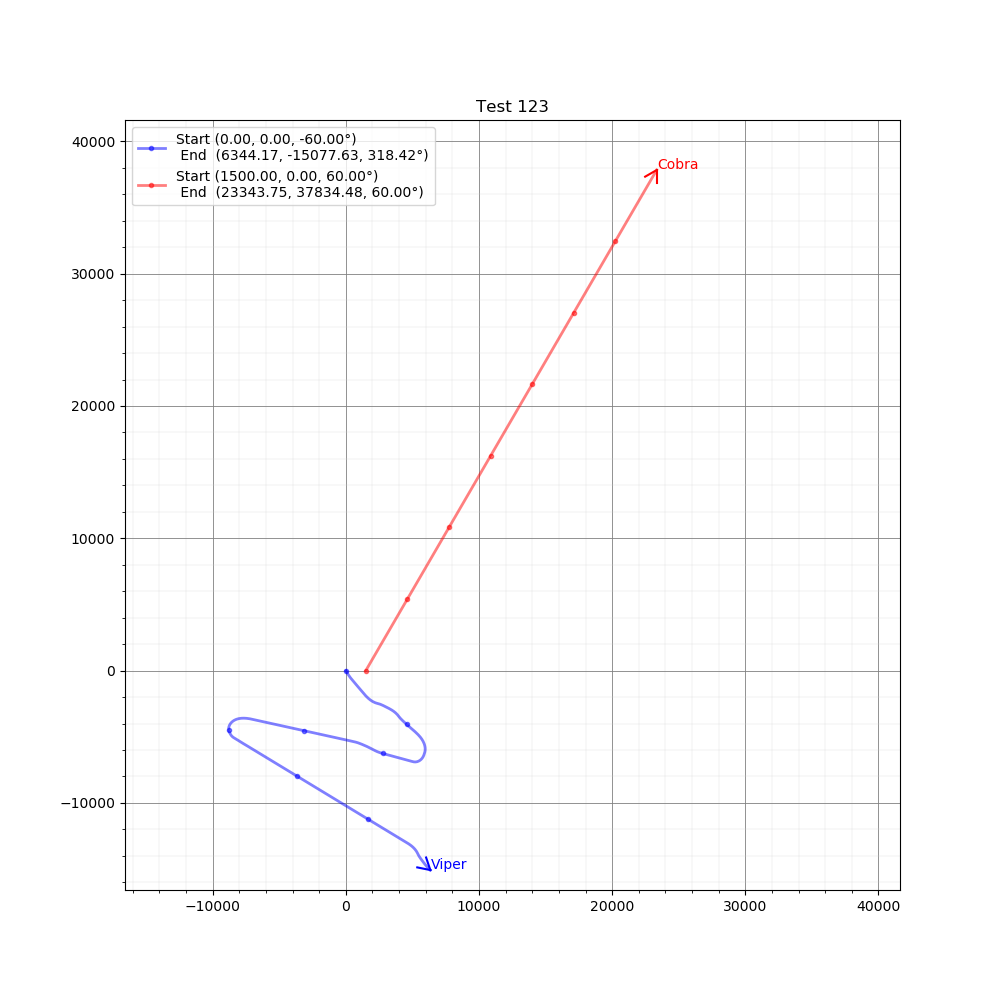 Test 123
Start (0.00, 0.00, -60.00°)
End (6344.17, -15077.63, 318.42°)
Start (1500.00, 0.00, 60.00°)
End (23343.75, 37834.48, 60.00°)
Cobra
Viper
40000
30000
20000
10000
0
−10000
−10000 0 10000 20000 30000 40000